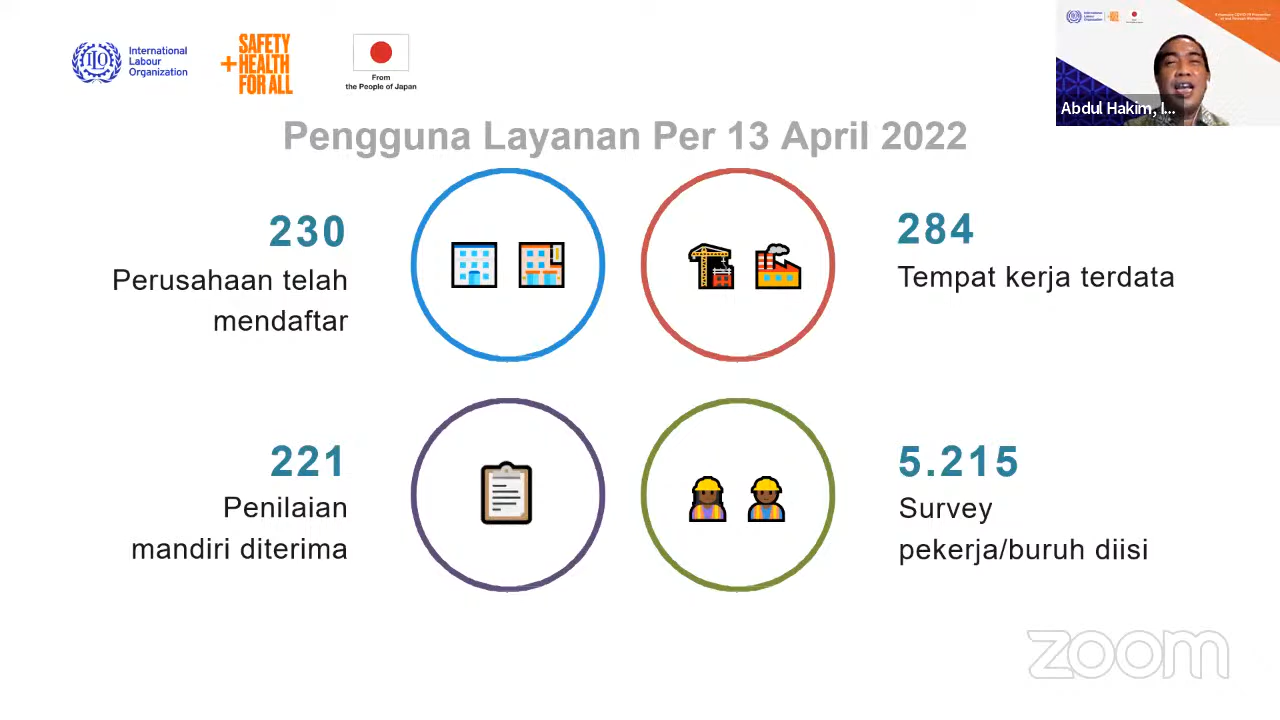 ILO
International
Labour
Organization
SAFETY
+ HEALTH
FOR ALL
From
the People of Japan
Abdul Hakim, I...
Pengguna Layanan Per 13 April 2022
230
Perusahaan telah
mendaftar
284
Tempat kerja terdata
221
Penilaian
mandiri diterima
5.215
Survey
pekerja/buruh diisi
zoom